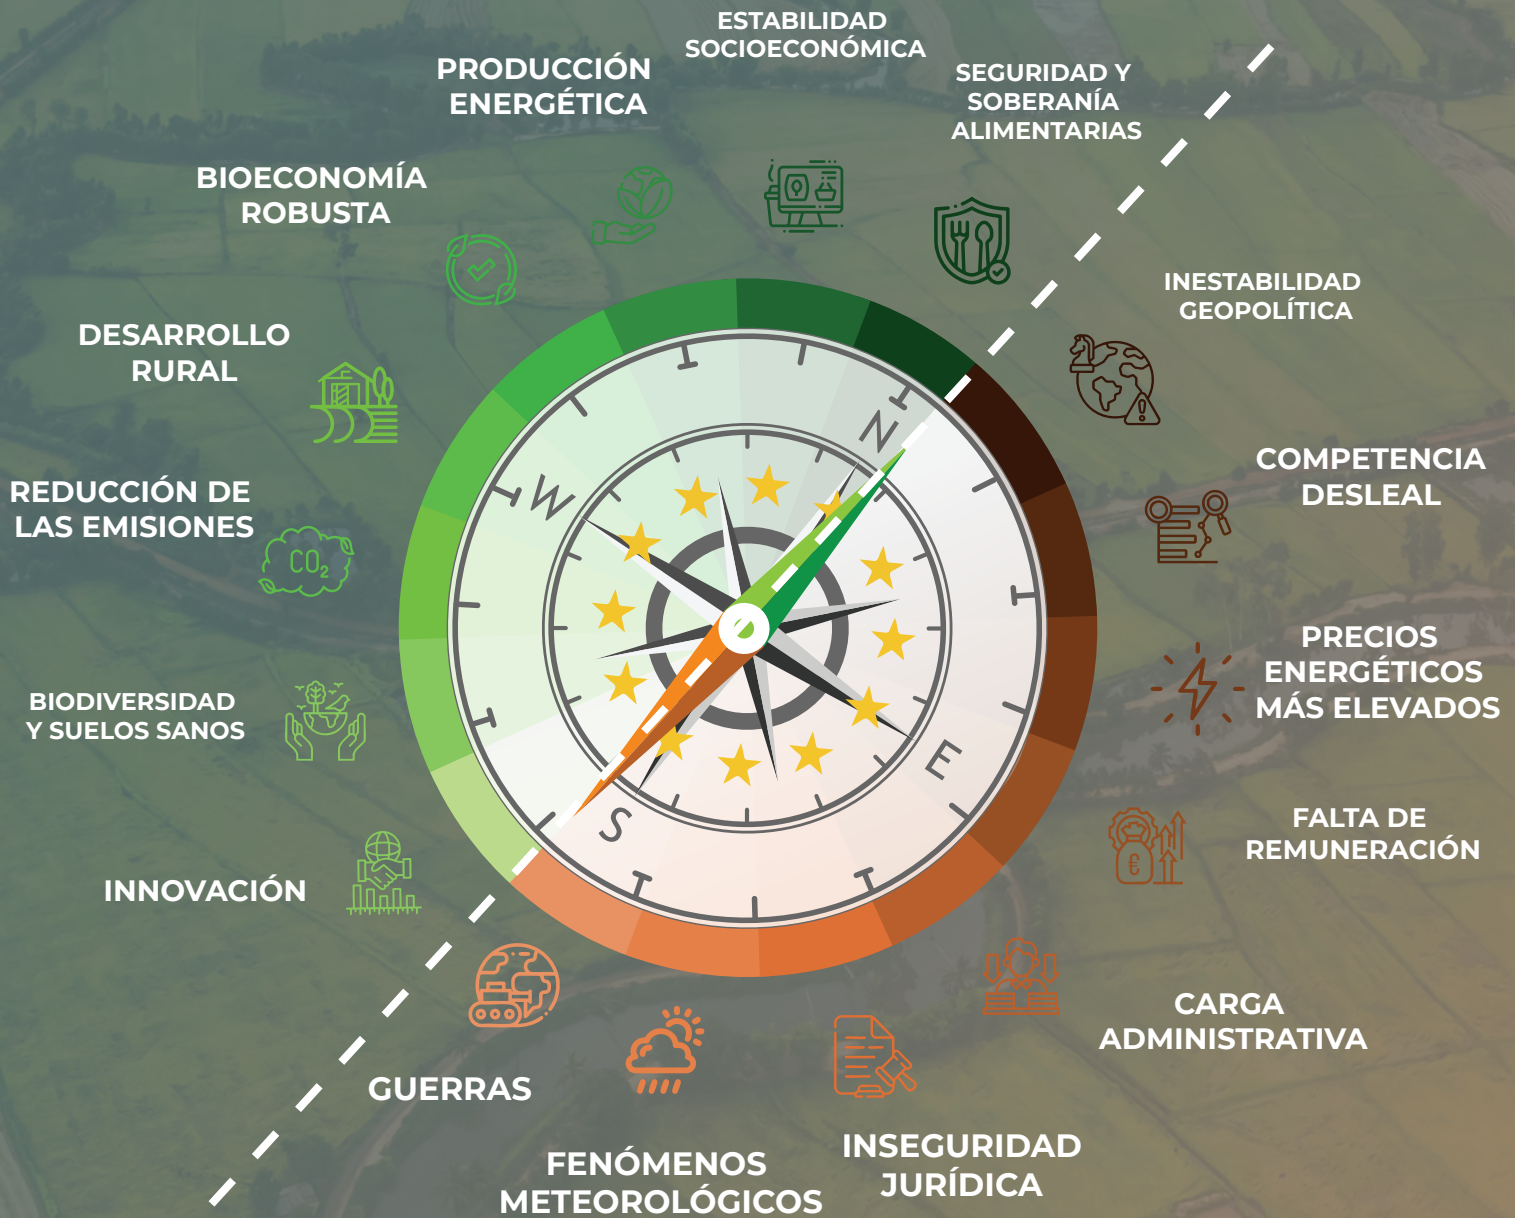 ESTABILIDAD
SOCIOECONÓMICA
PRODUCCIÓN
ENERGÉTICA
SEGURIDAD Y
SOBERANÍA
ALIMENTARIAS
BIOECONOMÍA
ROBUSTA
INESTABILIDAD
GEOPOLÍTICA
DESARROLLO
RURAL
COMPETENCIA
DESLEAL
REDUCCIÓN DE
LAS EMISIONES
CO₂
PRECIOS
ENERGÉTICOS
MÁS ELEVADOS
BIODIVERSIDAD
Y SUELOS SANOS
FALTA DE
REMUNERACIÓN
€
INNOVACIÓN
CARGA
ADMINISTRATIVA
GUERRAS
INSEGURIDAD
JURÍDICA
FENÓMENOS
METEOROLÓGICOS
N
W
E
S